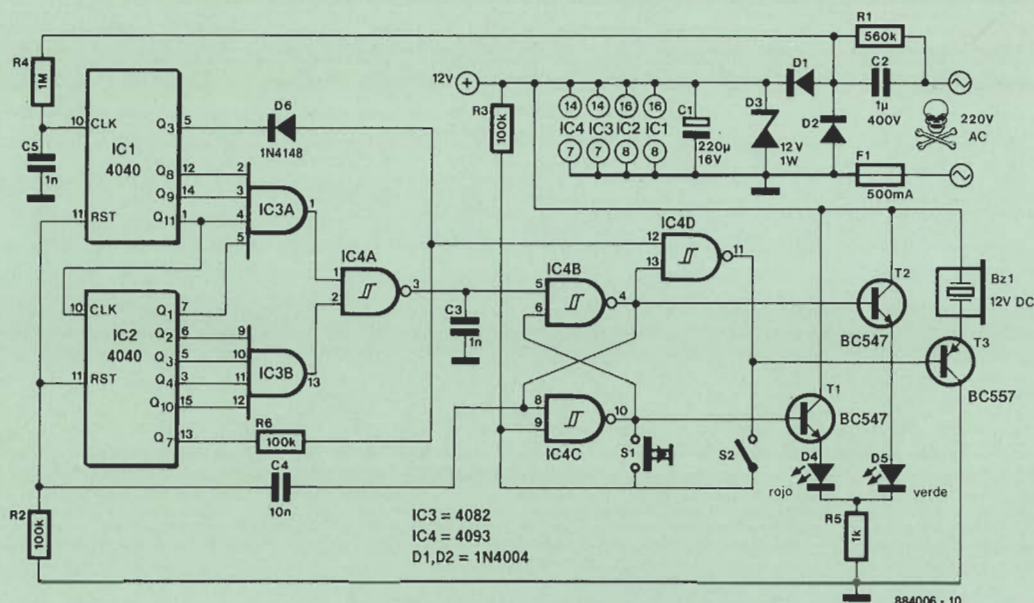 R1
560k
R4
1M
12V
D1
C2
1µ
400V
220V
AC
R3
100k
14
14
16
16
IC4
IC3
IC2
IC1
7
7
8
8
C1
220µ
16V
D3
12V
1W
D2
F1
500mA
10
CLK
Q3
5
D6
1N4148
C5
1n
IC1
4040
Q8
12
2
Q9
14
3
IC3A
1
11
RST
Q11
1
4
5
IC4A
1
2
3
IC4D
12
13
11
10
CLK
Q1
7
IC2
4040
Q2
6
9
Q3
5
10
IC3B
13
11
RST
Q4
3
11
Q10
15
12
Q7
13
R6
100k
C3
1n
IC4B
5
6
4
IC4C
8
9
10
T2
BC547
Bz1
12V DC
T3
BC557
T1
BC547
S1
S2
D4
rojo
D5
verde
C4
10n
R2
100k
R5
1k
IC3 = 4082
IC4 = 4093
D1,D2 = 1N4004
884006 - 10